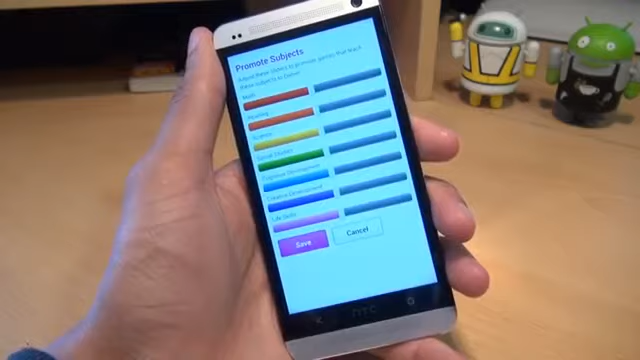 Promote Subjects
Adjust these sliders to promote games that teach
these subjects to Daniel
Math
Reading
Science
Social Studies
Cognitive Development
Creative Development
Life Skills
Save Cancel
hTC